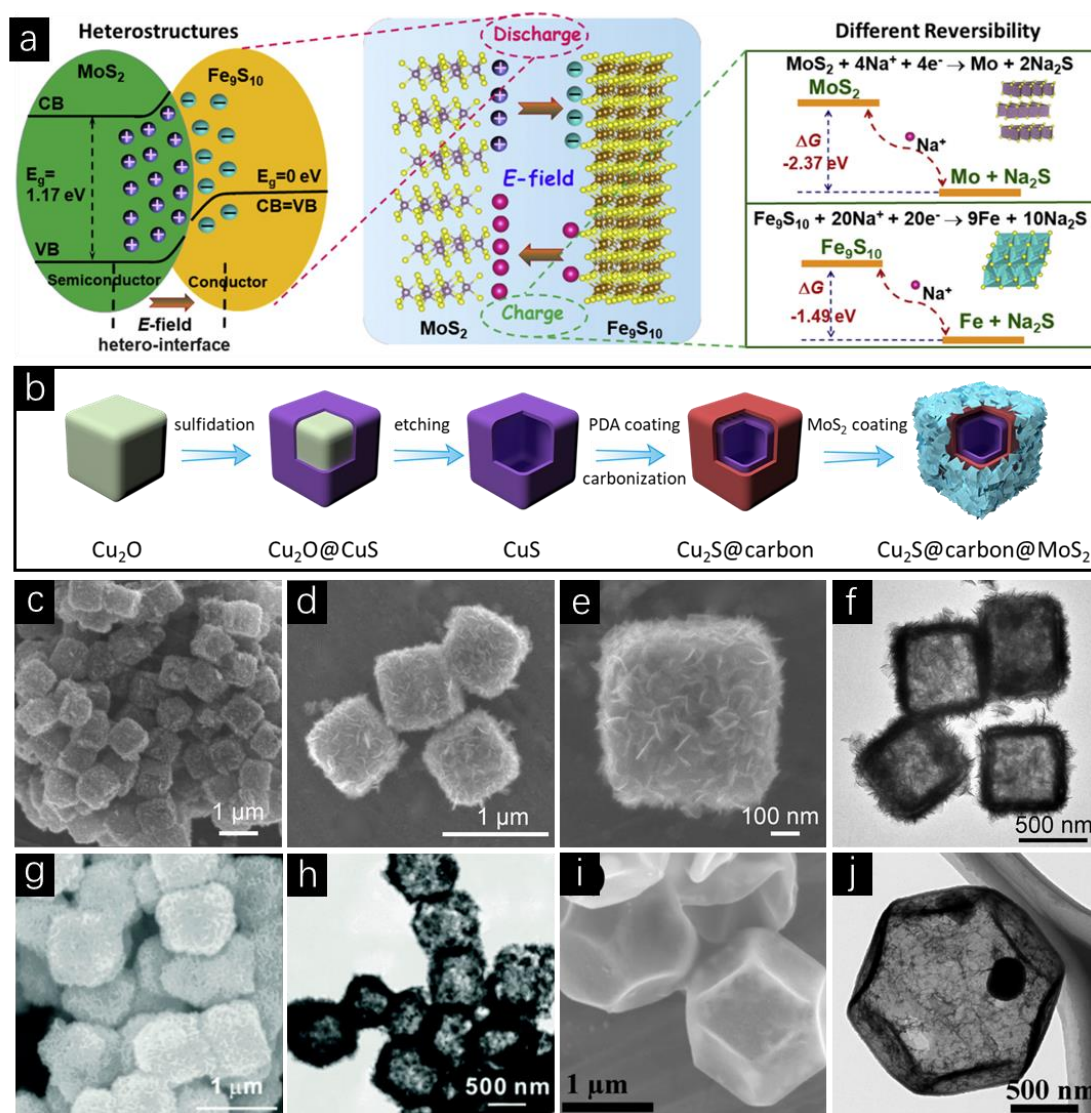 a
Heterostructures
MoS₂
Fe₉S₁₀
CB
E_g=
1.17 eV
E_g=0 eV
CB=VB
VB
Semiconductor
Conductor
E-field
hetero-interface
Discharge
E-field
Charge
MoS₂
Fe₉S₁₀
Different Reversibility
MoS₂ + 4Na⁺ + 4e⁻ → Mo + 2Na₂S
MoS₂
ΔG
-2.37 eV
Na⁺
Mo + Na₂S
Fe₉S₁₀ + 20Na⁺ + 20e⁻ → 9Fe + 10Na₂S
Fe₉S₁₀
ΔG
-1.49 eV
Na⁺
Fe + Na₂S
b
sulfidation
etching
PDA coating
carbonization
MoS₂ coating
Cu₂O
Cu₂O@CuS
CuS
Cu₂S@carbon
Cu₂S@carbon@MoS₂
c
1 μm
d
1 μm
e
100 nm
f
500 nm
g
1 μm
h
500 nm
i
1 μm
j
500 nm